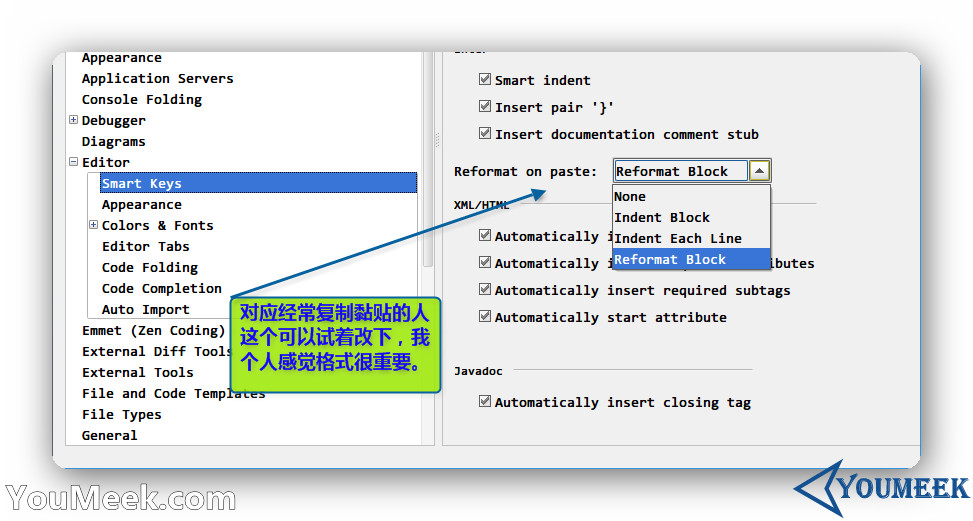 Appearance
Application Servers
Console Folding
Debugger
Diagrams
Editor
Smart Keys
Appearance
Colors & Fonts
Editor Tabs
Code Folding
Code Completion
Auto Import
Emmet (Zen Coding)
External Diff Tools
External Tools
File and Code Templates
File Types
General
对应经常复制黏贴的人
这个可以试着改下，我
个人感觉格式很重要。
Smart indent
Insert pair '}'
Insert documentation comment stub
Reformat on paste: Reformat Block
None
Indent Block
Indent Each Line
Reformat Block
XML/HTML
Automatically
Automatically
Automatically insert required subtags
Automatically start attribute
Javadoc
Automatically insert closing tag
YouMeek.com
YOUMEEK